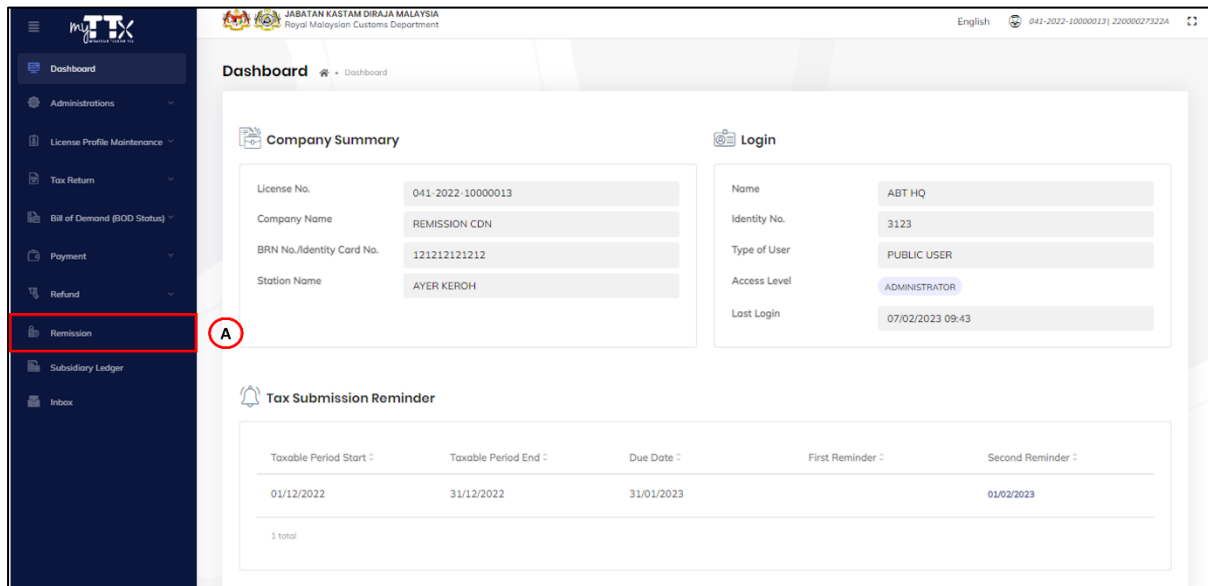 myTTX
JABATAN KASTAM DIRAJA MALAYSIA
Royal Malaysian Customs Department
English
041-2022-10000013| 22000027322A
Dashboard
Administrations
License Profile Maintenance
Tax Return
Bill of Demand (BOD Status)
Payment
Refund
Remission
A
Subsidiary Ledger
Inbox
Dashboard • Dashboard
Company Summary
License No. 041-2022-10000013
Company Name REMISSION CDN
BRN No./Identity Card No. 121212121212
Station Name AYER KEROH
Login
Name ABT HQ
Identity No. 3123
Type of User PUBLIC USER
Access Level ADMINISTRATOR
Last Login 07/02/2023 09:43
Tax Submission Reminder
Taxable Period Start Taxable Period End Due Date First Reminder Second Reminder
01/12/2022 31/12/2022 31/01/2023 01/02/2023
1 total